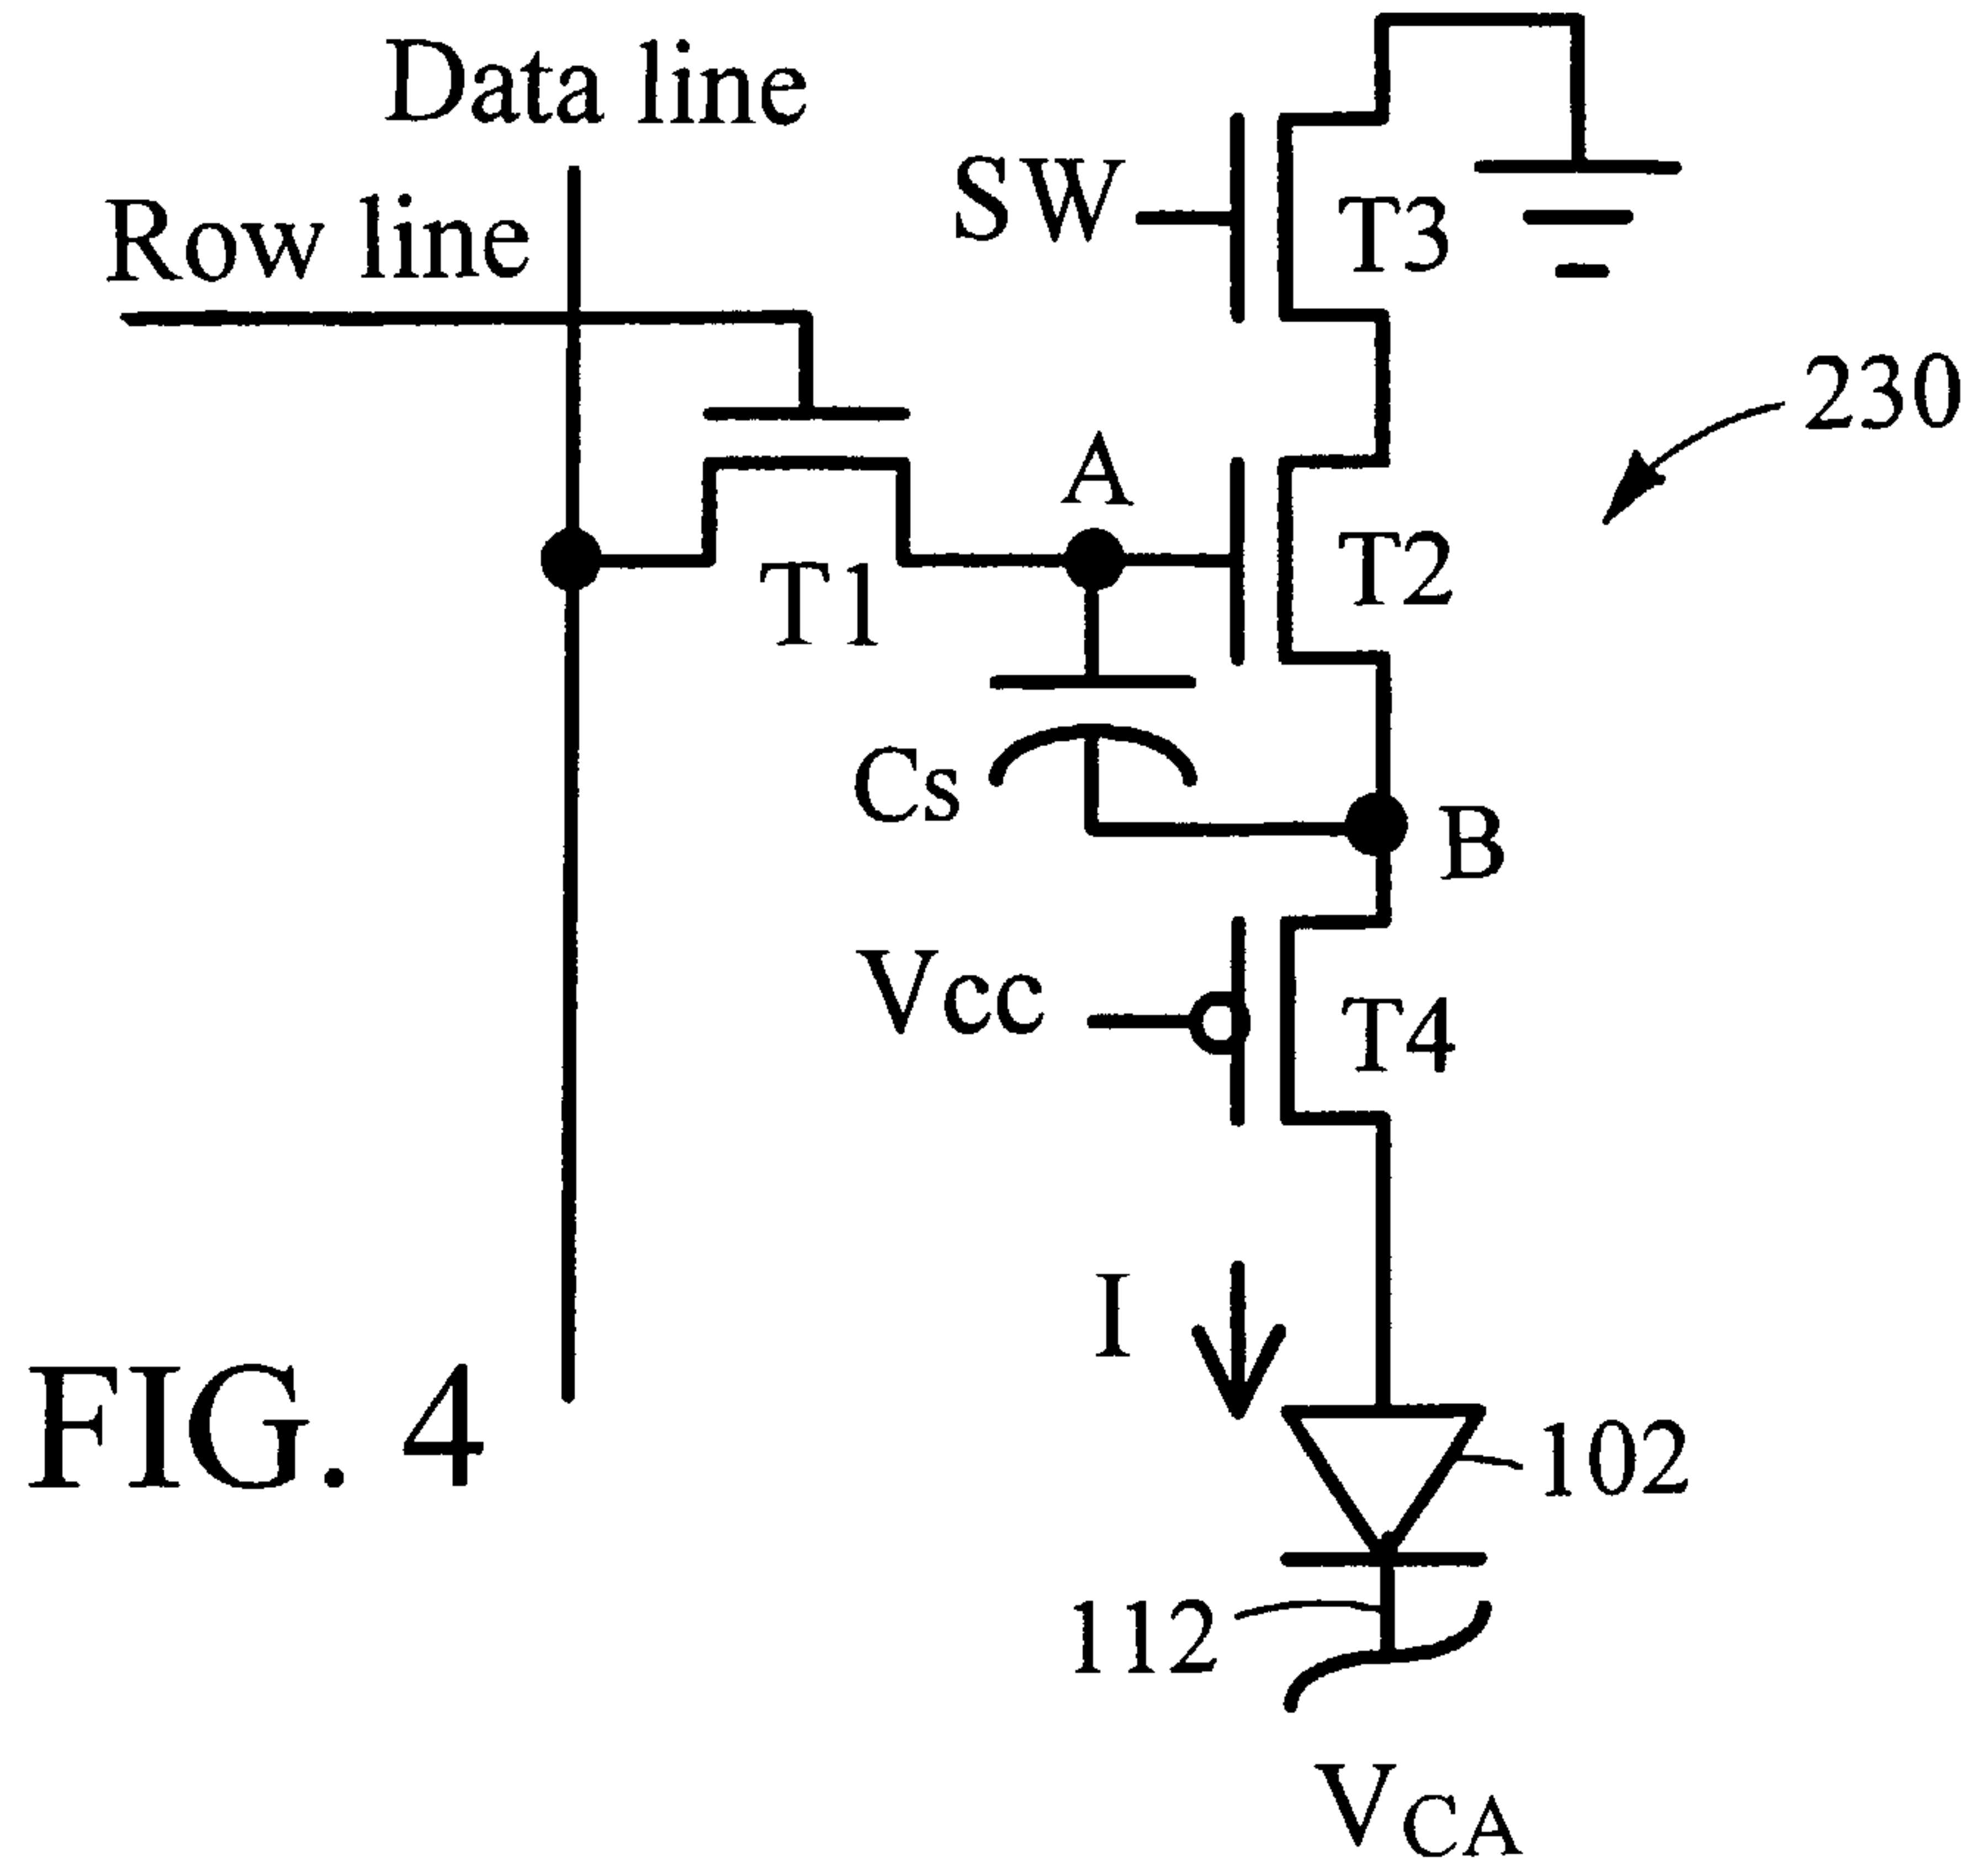 Data line
Row line
SW
T3
230
A
T2
T1
Cs
B
Vcc
T4
I
FIG. 4
102
112
VCA